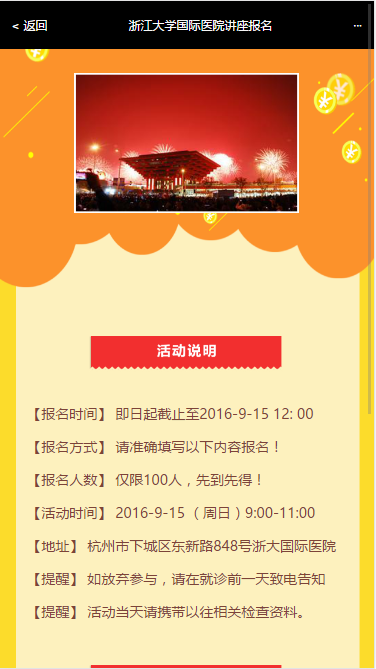 < 返回
浙江大学国际医院讲座报名
···
活动说明
【报名时间】 即日起截止至2016-9-15 12: 00
【报名方式】 请准确填写以下内容报名！
【报名人数】 仅限100人，先到先得！
【活动时间】 2016-9-15 （周日）9:00-11:00
【地址】 杭州市下城区东新路848号浙大国际医院
【提醒】 如放弃参与，请在就诊前一天致电告知
【提醒】 活动当天请携带以往相关检查资料。